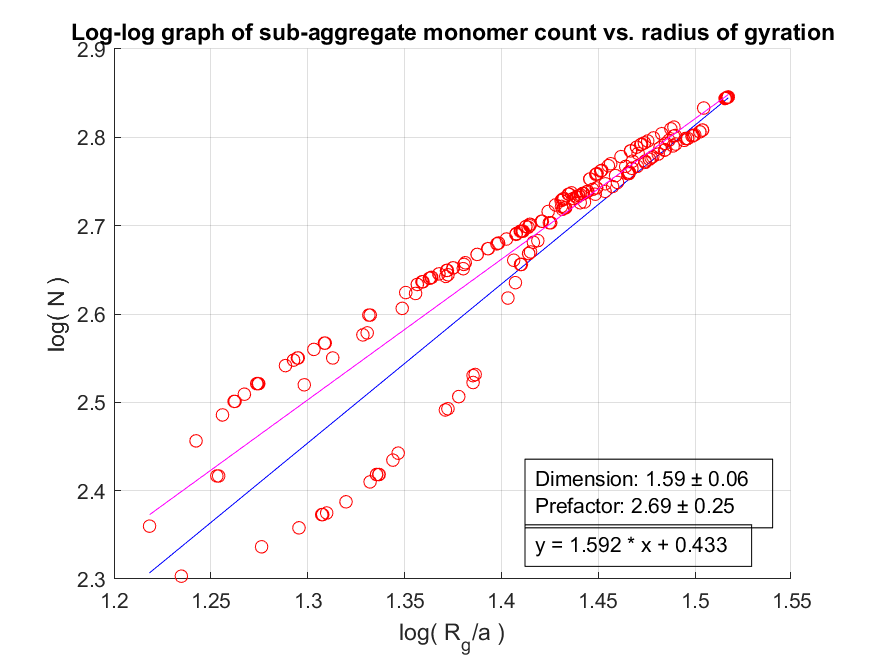 Log-log graph of sub-aggregate monomer count vs. radius of gyration
2.9
2.8
2.7
2.6
2.5
2.4
2.3
log( N )
Dimension: 1.59 ± 0.06
Prefactor: 2.69 ± 0.25
y = 1.592 * x + 0.433
1.2 1.25 1.3 1.35 1.4 1.45 1.5 1.55
log( R_g/a )